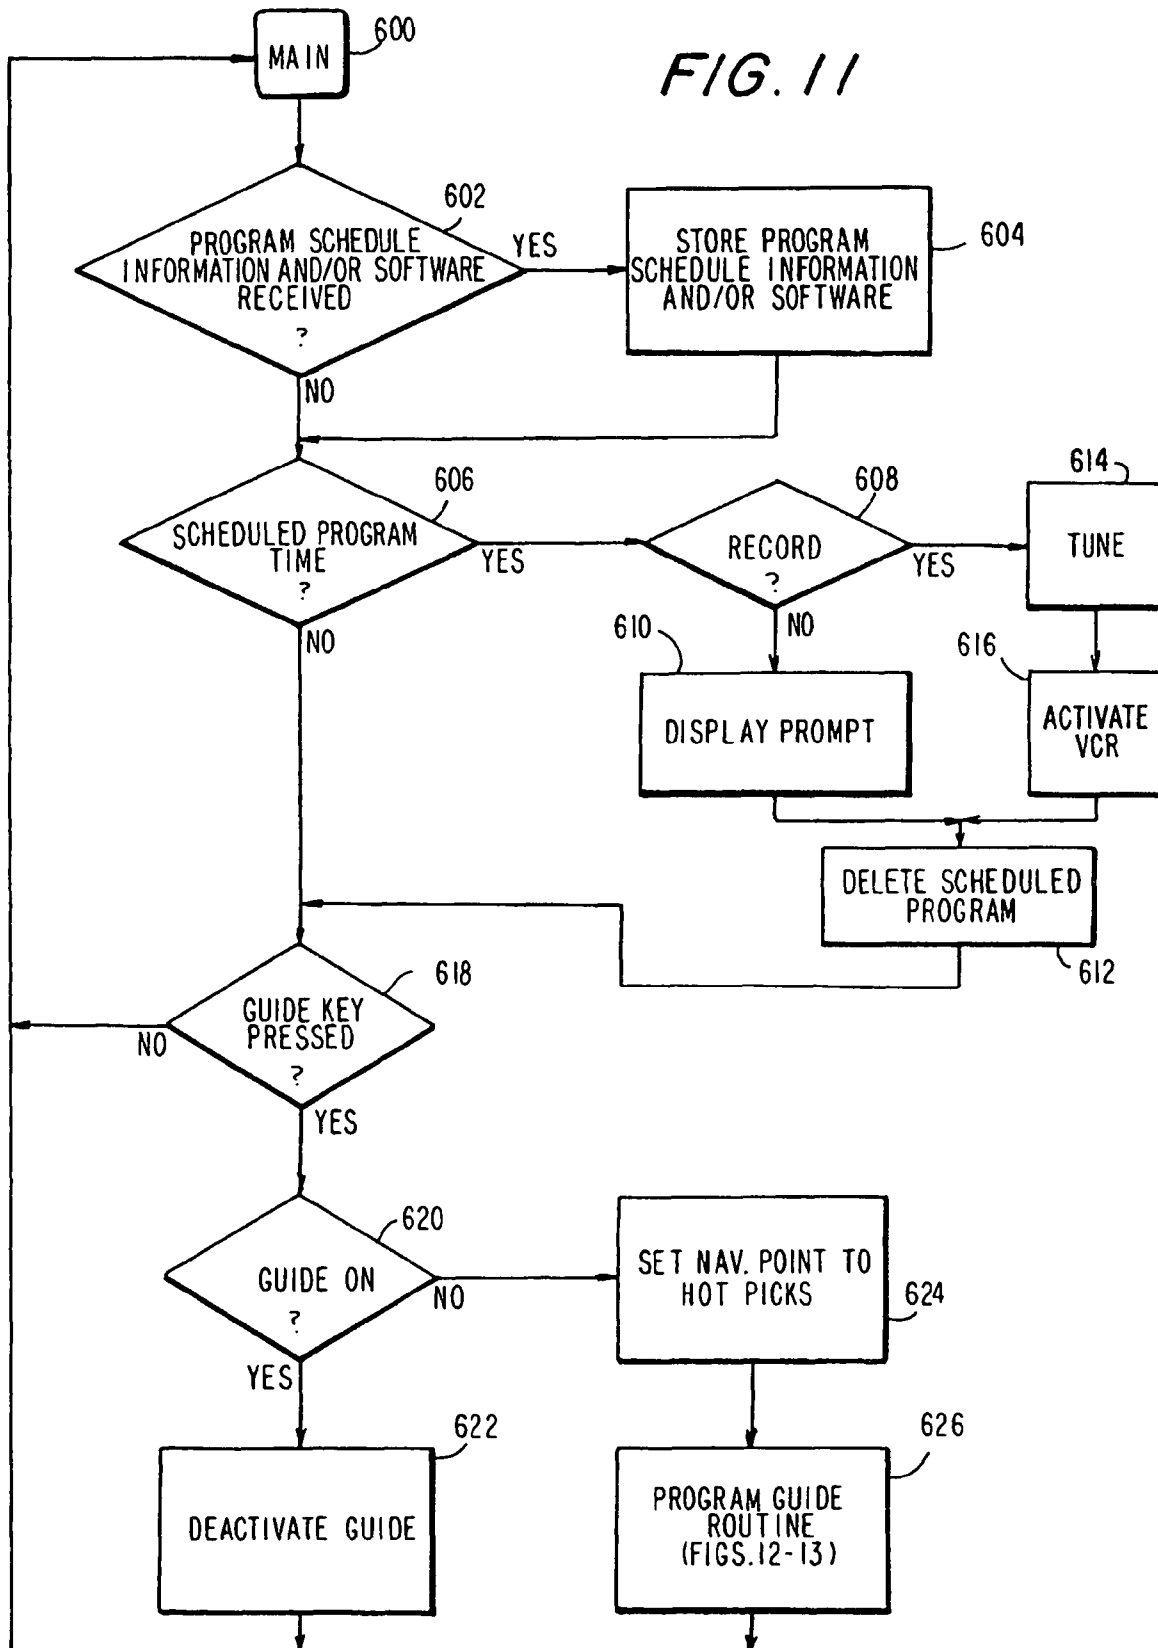 FIG. 11
MAIN
600
602
PROGRAM SCHEDULE
INFORMATION AND/OR SOFTWARE
RECEIVED
?
YES
NO
STORE PROGRAM
SCHEDULE INFORMATION
AND/OR SOFTWARE
604
606
SCHEDULED PROGRAM
TIME
?
YES
NO
608
RECORD
?
YES
NO
614
TUNE
610
DISPLAY PROMPT
616
ACTIVATE
VCR
DELETE SCHEDULED
PROGRAM
612
618
GUIDE KEY
PRESSED
?
NO
YES
620
GUIDE ON
?
NO
YES
SET NAV. POINT TO
HOT PICKS
624
622
DEACTIVATE GUIDE
626
PROGRAM GUIDE
ROUTINE
(FIGS.12-13)